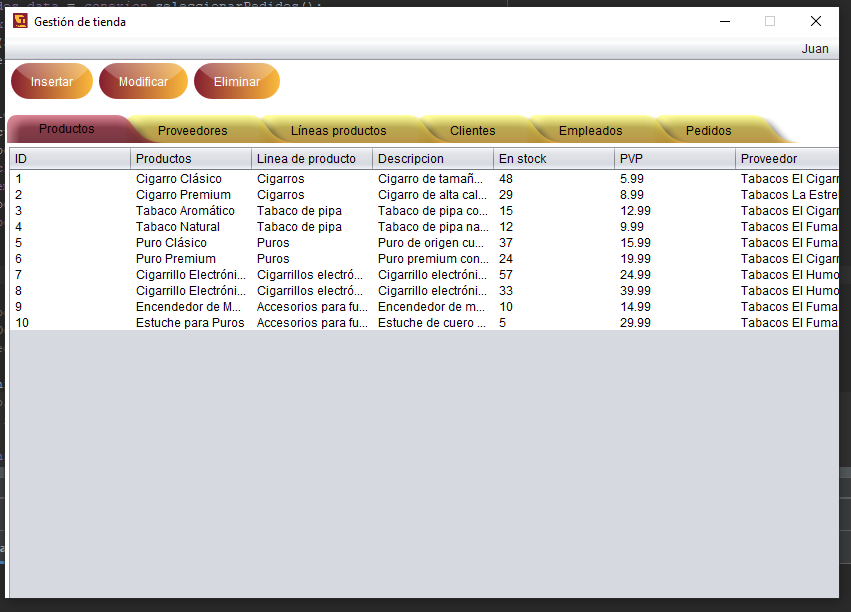 data = conexion.seleccionarPedidos();
Gestión de tienda
Juan
Insertar Modificar Eliminar
Productos Proveedores Líneas productos Clientes Empleados Pedidos
ID Productos Linea de producto Descripcion En stock PVP Proveedor
1 Cigarro Clásico Cigarros Cigarro de tamañ... 48 5.99 Tabacos El Cigarr
2 Cigarro Premium Cigarros Cigarro de alta cal... 29 8.99 Tabacos La Estre
3 Tabaco Aromático Tabaco de pipa Tabaco de pipa co... 15 12.99 Tabacos El Cigarr
4 Tabaco Natural Tabaco de pipa Tabaco de pipa na... 12 9.99 Tabacos El Fuma
5 Puro Clásico Puros Puro de origen cu... 37 15.99 Tabacos El Fuma
6 Puro Premium Puros Puro premium con... 24 19.99 Tabacos El Cigarr
7 Cigarrillo Electróni... Cigarrillos electró... Cigarrillo electróni... 57 24.99 Tabacos El Humo
8 Cigarrillo Electróni... Cigarrillos electró... Cigarrillo electróni... 33 39.99 Tabacos El Humo
9 Encendedor de M... Accesorios para fu... Encendedor de m... 10 14.99 Tabacos El Fuma
10 Estuche para Puros Accesorios para fu... Estuche de cuero ... 5 29.99 Tabacos El Fuma